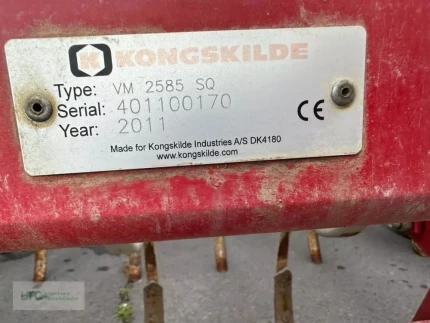 K KONGSKILDE
Type: VM 2585 SQ
Serial: 401100170
Year: 2011
CE
Made for Kongskilde Industries A/S DK4180
www.kongskilde.com